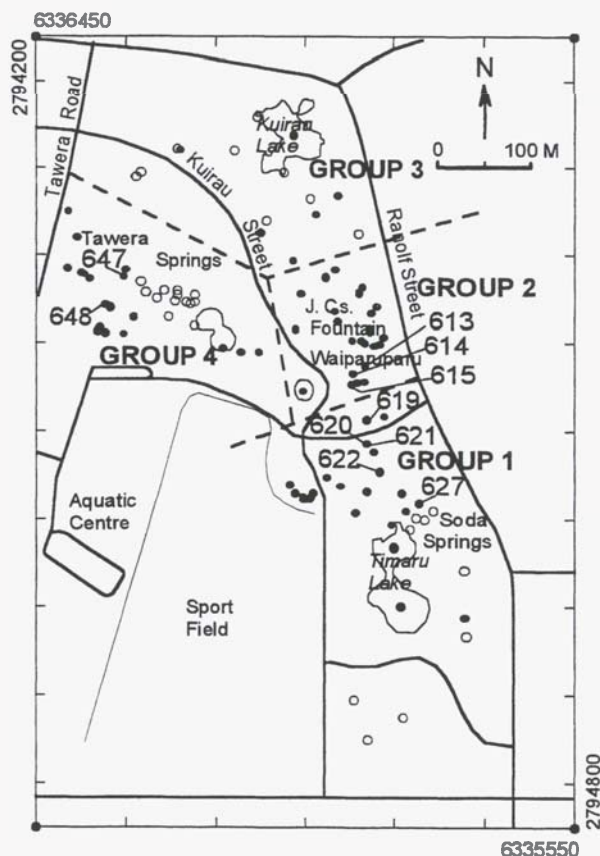 6336450
2794200
Tawera Road
N
0 100 M
Kuirau
Lake
GROUP 3
Kuirau
Street
Ranolf Street
Tawera
Springs
647
648
GROUP 4
GROUP 2
J. Cs.
Fountain
Waiparuparu
613
614
615
619
620
621
622
GROUP 1
627
Soda
Springs
Timaru
Lake
Aquatic
Centre
Sport
Field
2794800
6335550